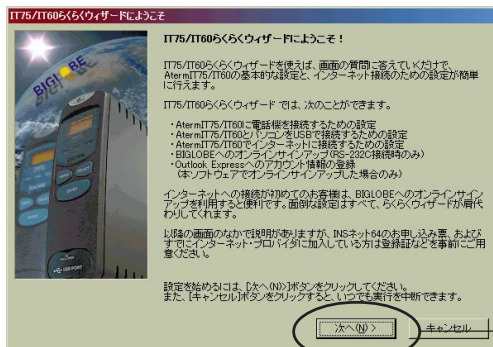 IT75/IT60らくらくウィザードにようこそ
IT75/IT60らくらくウィザードにようこそ！
IT75/IT60らくらくウィザードを使えば、画面の質問に答えていくだけで、
AtermIT75/IT60の基本的な設定と、インターネット接続のための設定が簡単
に行えます。
IT75/IT60らくらくウィザード では、次のことができます。
・AtermIT75/IT60に電話機を接続するための設定
・AtermIT75/IT60とパソコンをUSBで接続するための設定
・AtermIT75/IT60でインターネットに接続するための設定
・BIGLOBEへのオンラインサインアップ(RS-232C接続時のみ)
・Outlook Expressへのアカウント情報の登録
（本ソフトウェアでオンラインサインアップした場合のみ）
インターネットへの接続が初めてのお客様は、BIGLOBEへのオンラインサイン
アップを利用すると便利です。面倒な設定はすべて、らくらくウィザードが肩代
わりしてくれます。
以降の画面のなかで説明がありますが、INSネット64のお申し込み票、および
すでにインターネット・プロバイダに加入している方は登録証などを事前にご用
意ください。
設定を始めるには、[次へ(N)>]ボタンをクリックしてください。
また、[キャンセル]ボタンをクリックすると、いつでも実行を中断できます。
次へ(N) >
キャンセル
BIGLOBE
USB PORT